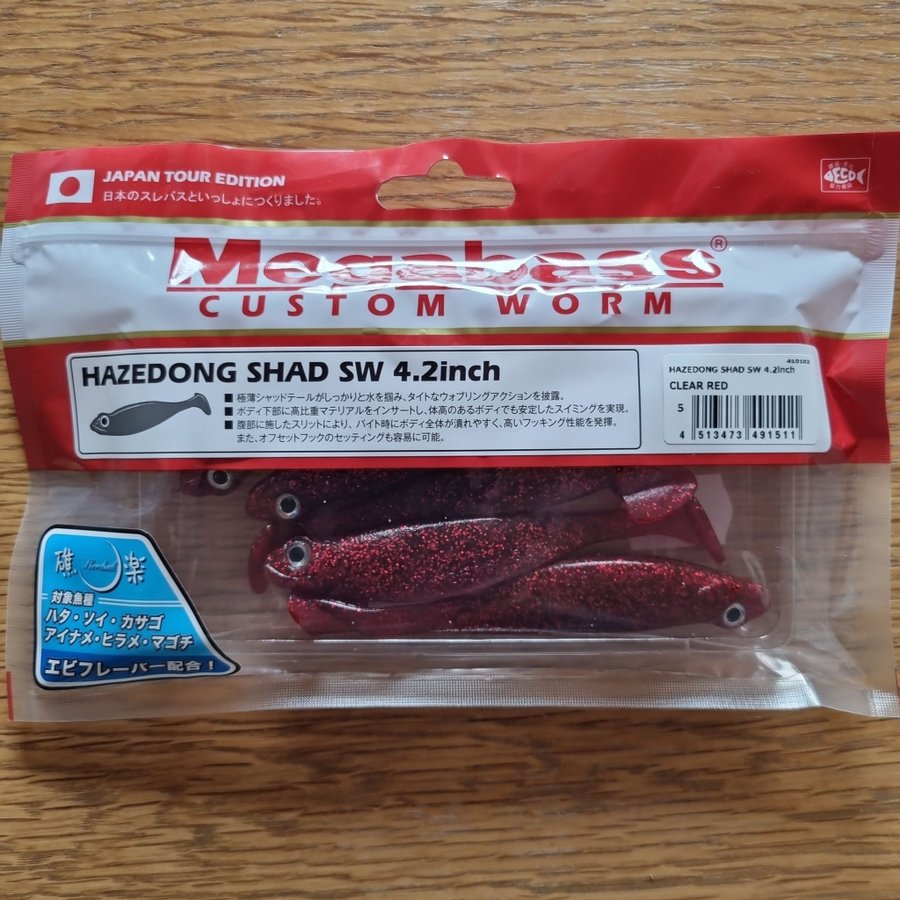 JAPAN TOUR EDITION
日本のスレバスといっしょにつくりました。
ECO
Megabass®
CUSTOM WORM
HAZEDONG SHAD SW 4.2inch
■極薄シャッドテールがしっかりと水を掴み、タイトなウォブリングアクションを披露。
■ボディ下部に高比重マテリアルをインサートし、体高のあるボディでも安定したスイミングを実現。
■腹部に施したスリットにより、バイト時にボディ全体が潰れやすく、高いフッキング性能を発揮。
また、オフセットフックのセッティングも容易に可能。
HAZEDONG SHAD SW 4.2inch
CLEAR RED
5
4 513473 491511
礁楽
対象魚種
ハタ・ソイ・カサゴ
アイナメ・ヒラメ・マゴチ
エビフレーバー配合！